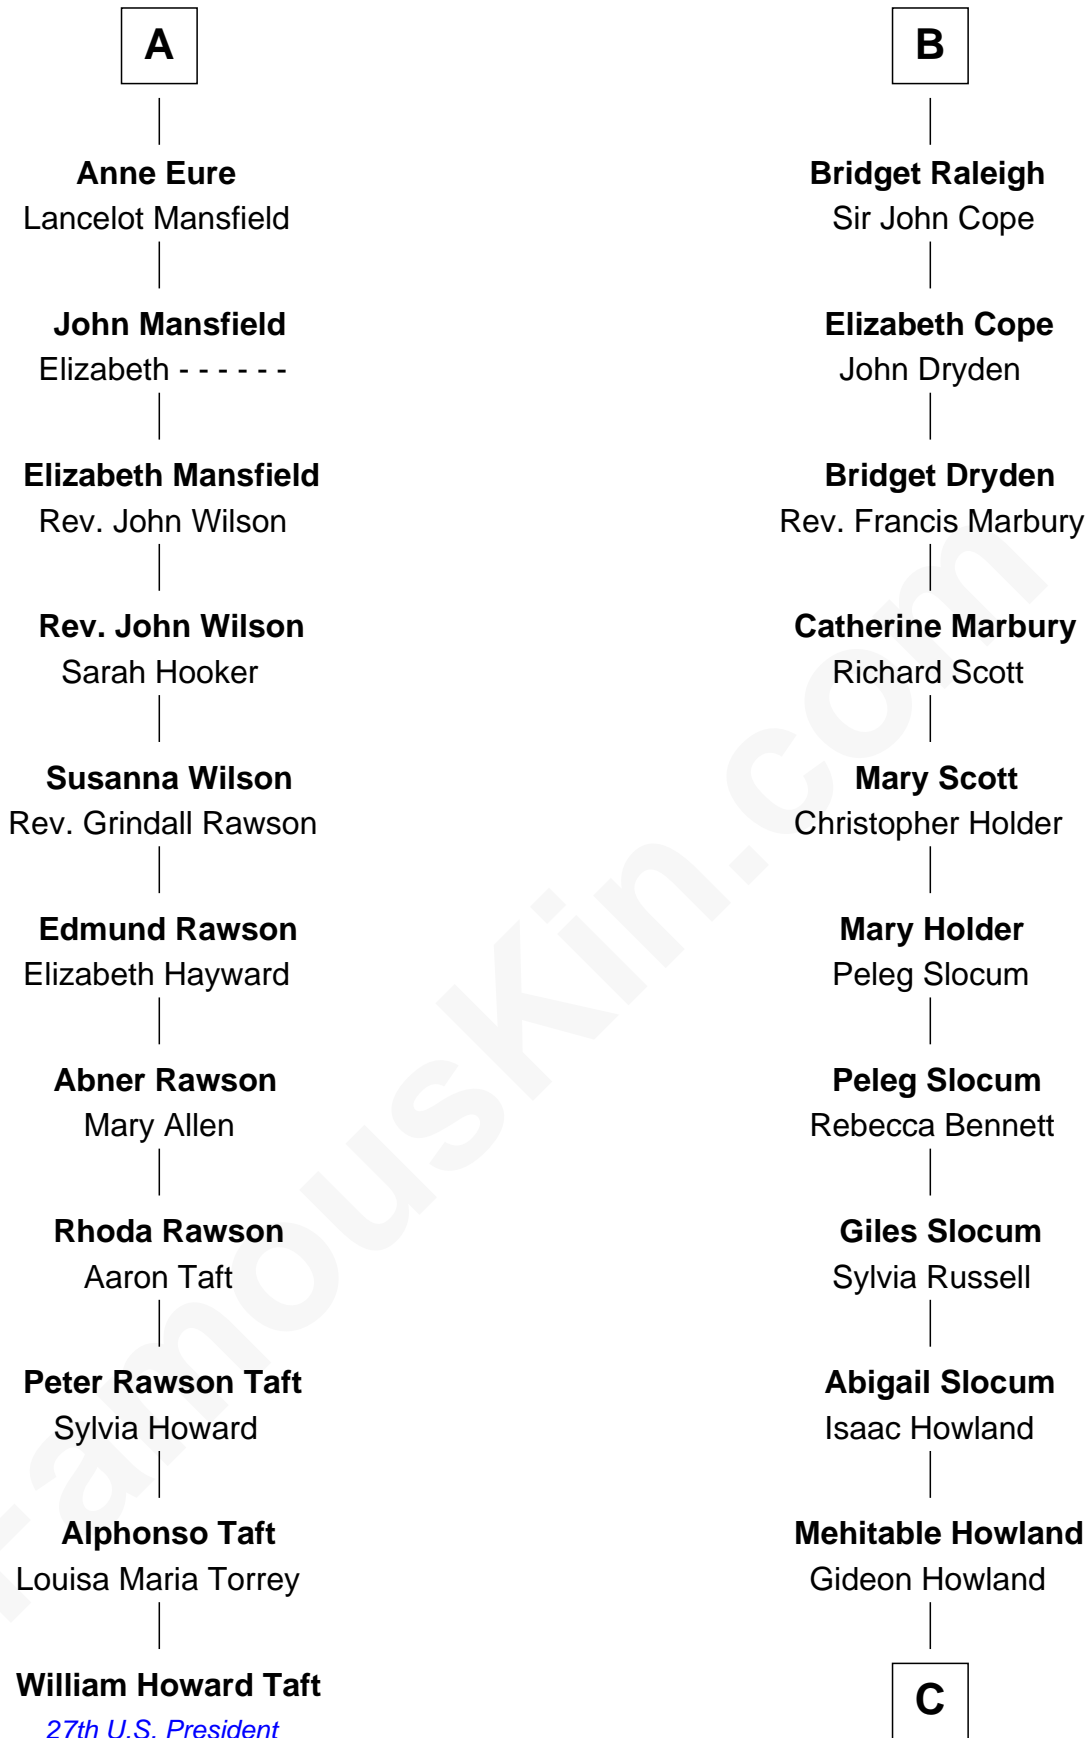 A
Anne Eure
Lancelot Mansfield
John Mansfield
Elizabeth - - - - - -
Elizabeth Mansfield
Rev. John Wilson
Rev. John Wilson
Sarah Hooker
Susanna Wilson
Rev. Grindall Rawson
Edmund Rawson
Elizabeth Hayward
Abner Rawson
Mary Allen
Rhoda Rawson
Aaron Taft
Peter Rawson Taft
Sylvia Howard
Alphonso Taft
Louisa Maria Torrey
William Howard Taft
27th U.S. President
B
Bridget Raleigh
Sir John Cope
Elizabeth Cope
John Dryden
Bridget Dryden
Rev. Francis Marbury
Catherine Marbury
Richard Scott
Mary Scott
Christopher Holder
Mary Holder
Peleg Slocum
Peleg Slocum
Rebecca Bennett
Giles Slocum
Sylvia Russell
Abigail Slocum
Isaac Howland
Mehitable Howland
Gideon Howland
C
FamousKin.com